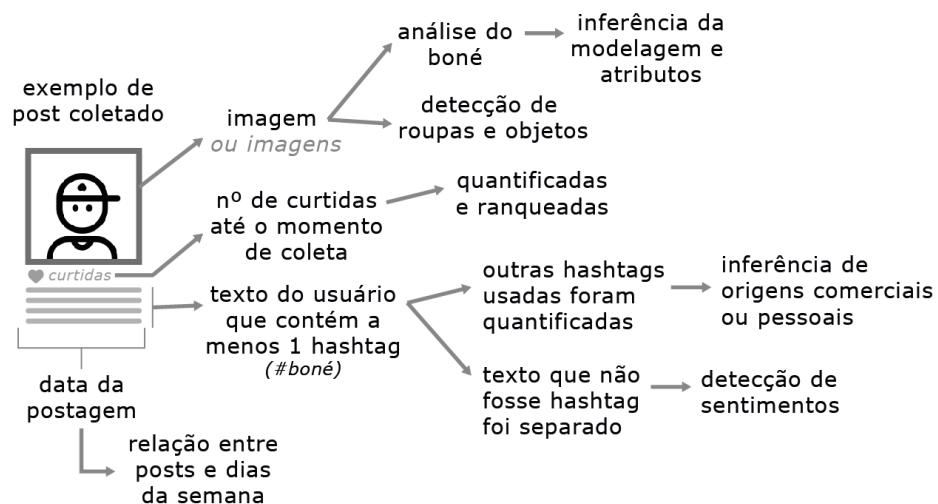 exemplo de
post coletado
curtidas
imagem
ou imagens
análise do
boné
inferência da
modelagem e
atributos
detecção de
roupas e objetos
nº de curtidas
até o momento
de coleta
quantificadas
e ranqueadas
texto do usuário
que contém a
menos 1 hashtag
(#boné)
outras hashtags
usadas foram
quantificadas
inferência de
origens comerciais
ou pessoais
texto que não
fosse hashtag
foi separado
detecção de
sentimentos
data da
postagem
relação entre
posts e dias
da semana